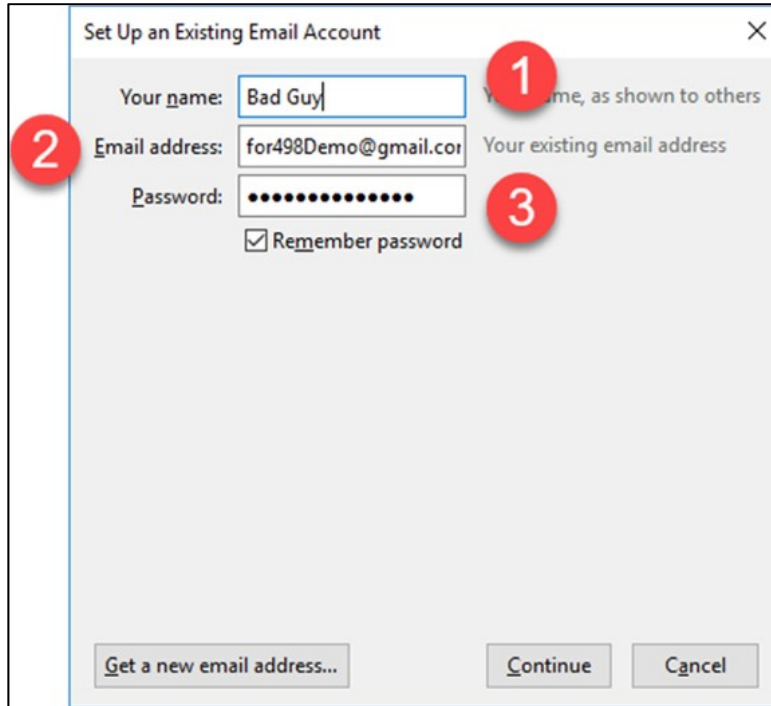 Set Up an Existing Email Account
1
Your name: Bad Guy me, as shown to others
2
Email address: for498Demo@gmail.cor Your existing email address
Password: ••••••••••••••
3
Remember password
Get a new email address... Continue Cancel